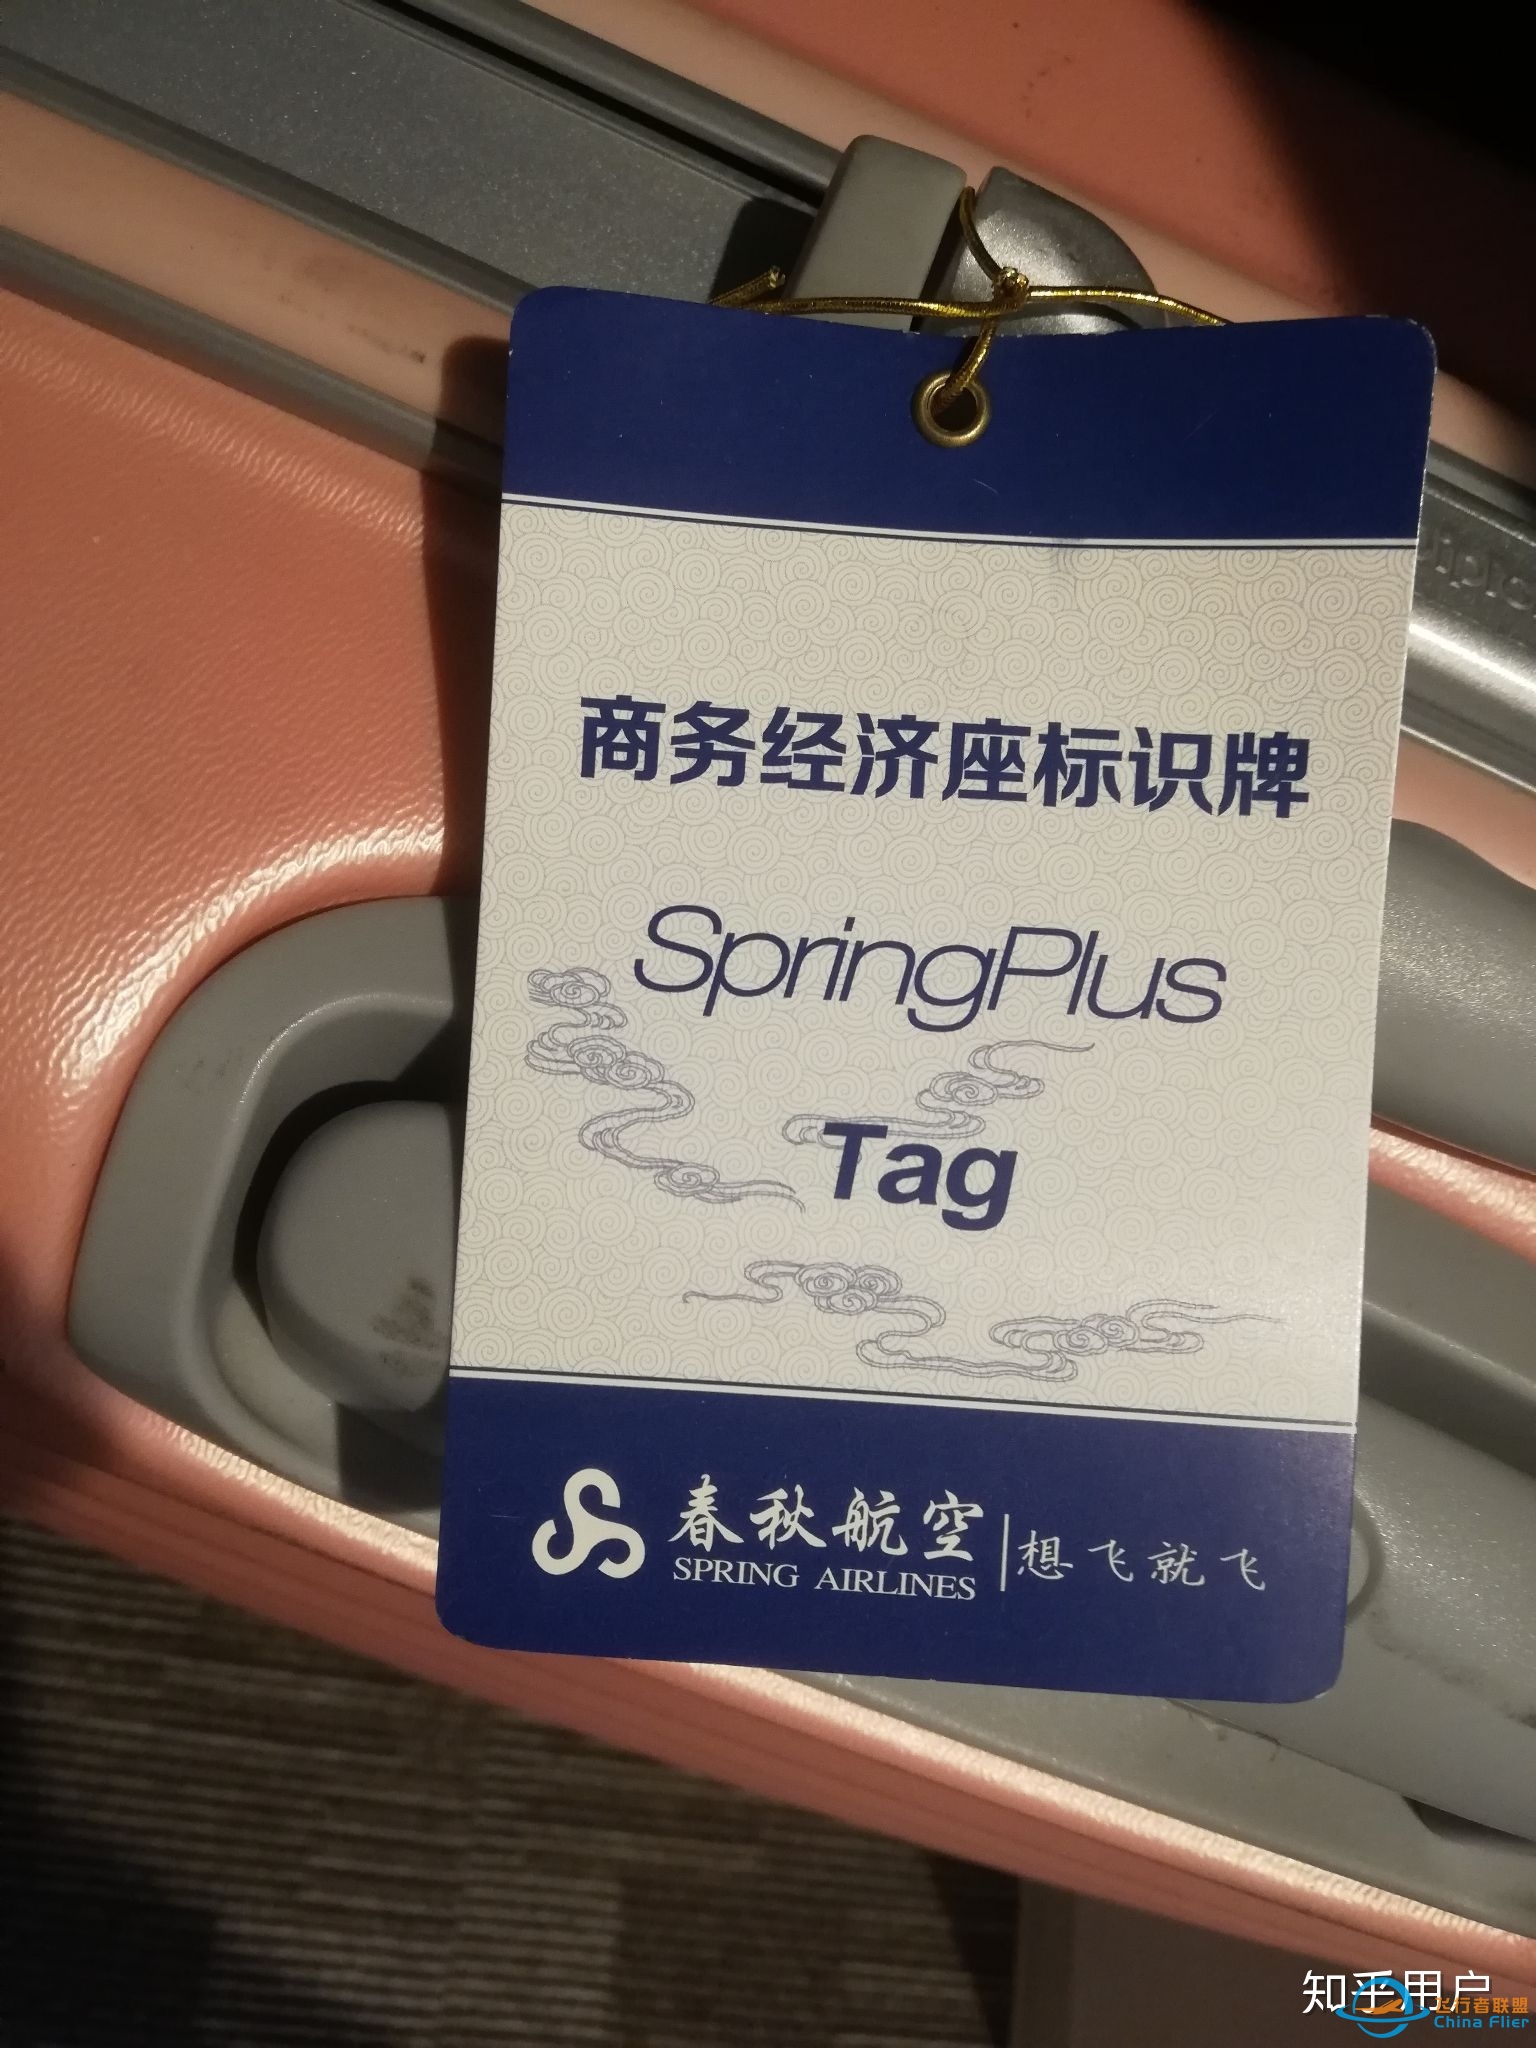 商务经济座标识牌
SpringPlus
Tag
春秋航空
SPRING AIRLINES
想飞就飞
知乎用户
飞行者联盟
China Flier